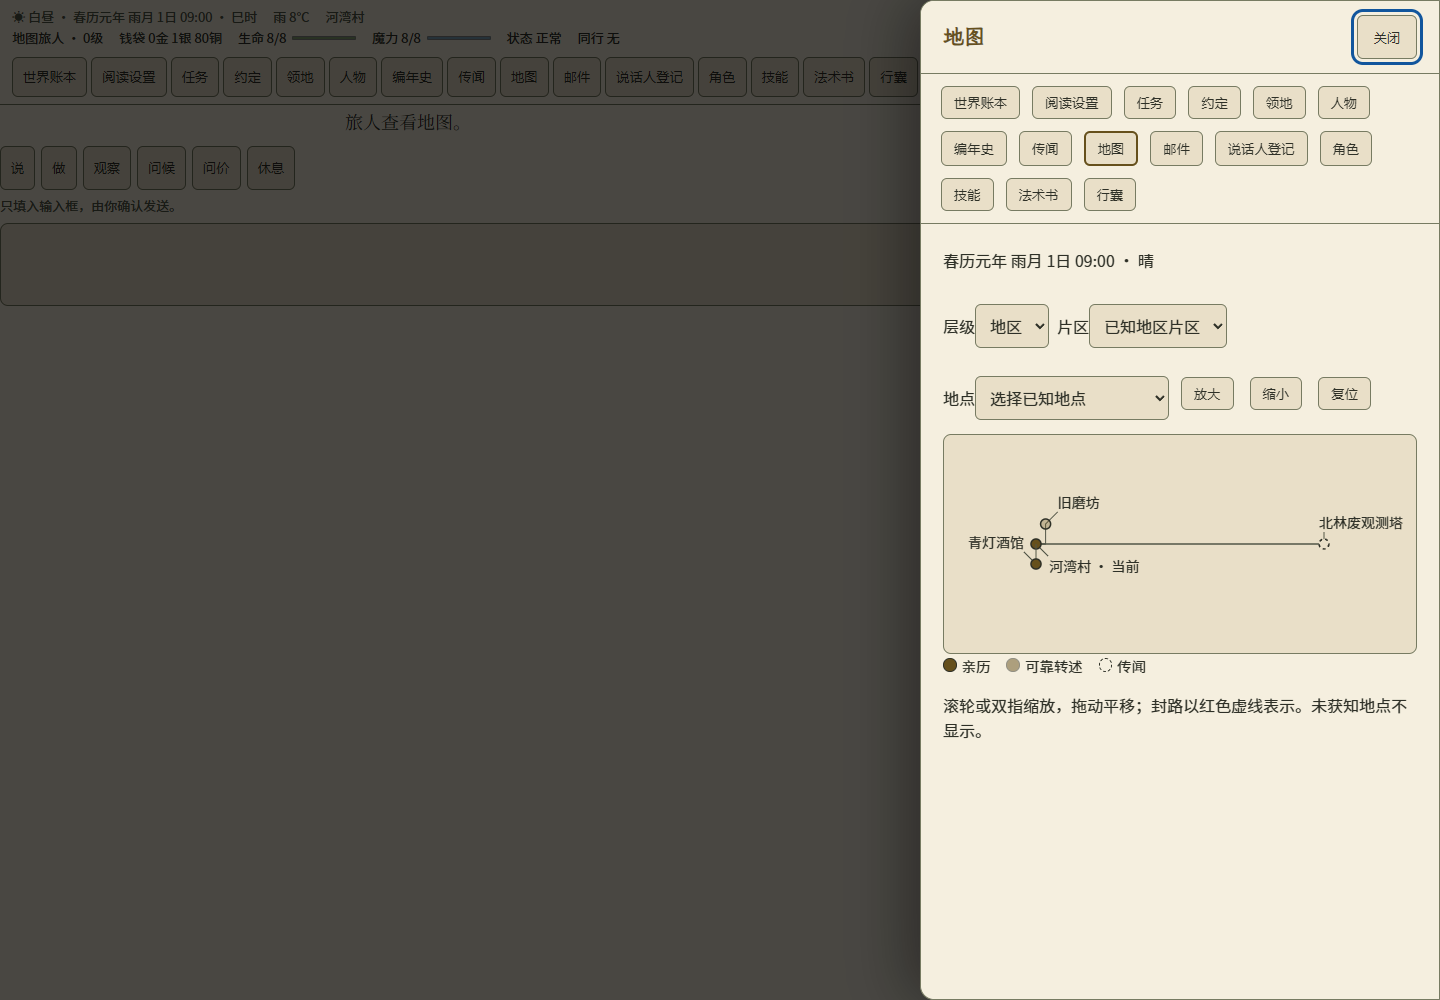 ☀ 白昼 · 春历元年 雨月 1日 09:00 · 巳时 雨 8°C 河湾村
地图旅人 · 0级 钱袋 0金 1银 80铜 生命 8/8 魔力 8/8 状态 正常 同行 无
世界账本 阅读设置 任务 约定 领地 人物 编年史 传闻 地图 邮件 说话人登记 角色 技能 法术书 行囊
旅人查看地图。
说 做 观察 问候 问价 休息
只填入输入框，由你确认发送。
地图 关闭
世界账本 阅读设置 任务 约定 领地 人物
编年史 传闻 地图 邮件 说话人登记 角色
技能 法术书 行囊
春历元年 雨月 1日 09:00 · 晴
层级 地区 片区 已知地区片区
地点 选择已知地点 放大 缩小 复位
旧磨坊
北林废观测塔
青灯酒馆
河湾村 · 当前
亲历 可靠转述 传闻
滚轮或双指缩放，拖动平移；封路以红色虚线表示。未获知地点不
显示。